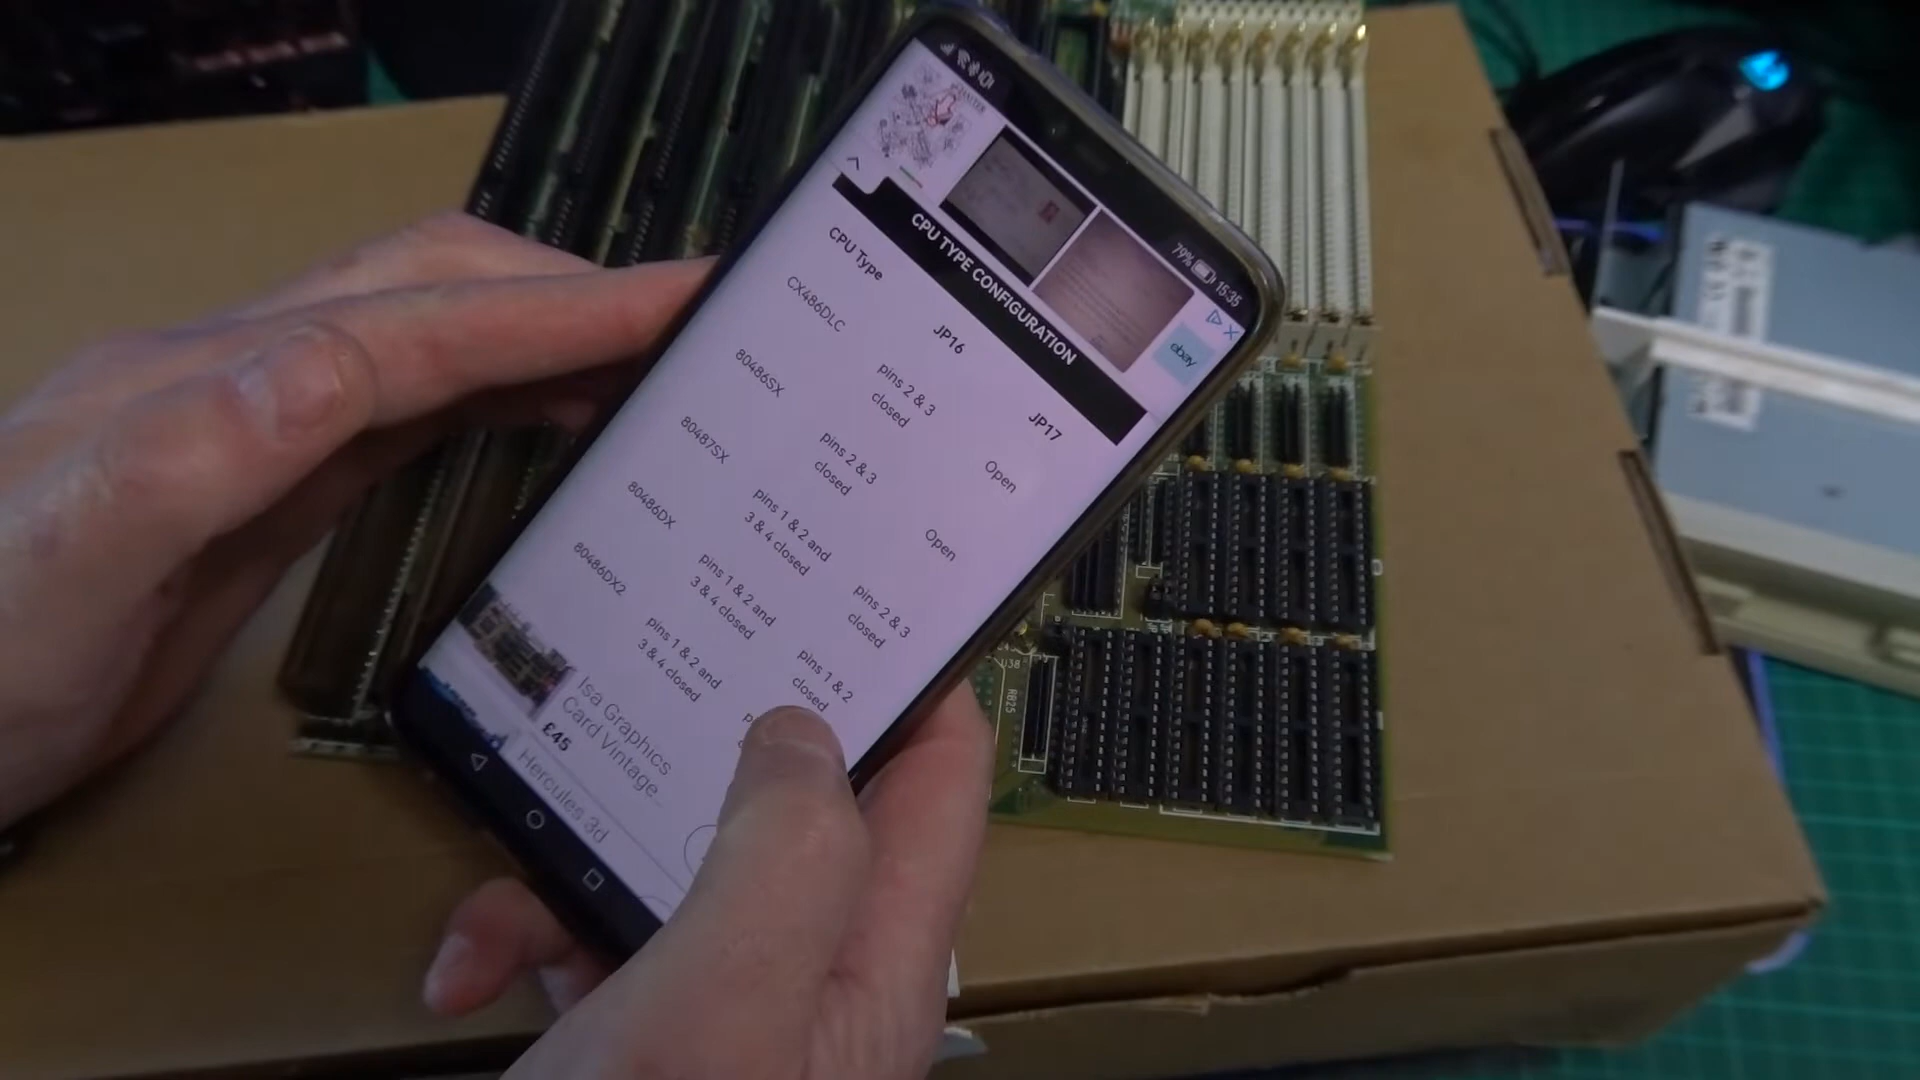 79% 15:35
ebay
CPU TYPE CONFIGURATION
CPU Type JP16 JP17
CX486DLC pins 2 & 3 Open
closed
80486SX pins 2 & 3 Open
closed
80487SX pins 1 & 2 and pins 2 & 3
3 & 4 closed closed
80486DX pins 1 & 2 and pins 1 & 2
3 & 4 closed closed
80486DX2 pins 1 & 2 and
3 & 4 closed
Isa Graphics
Card Vintage...
£45
Hercules 3d
U38